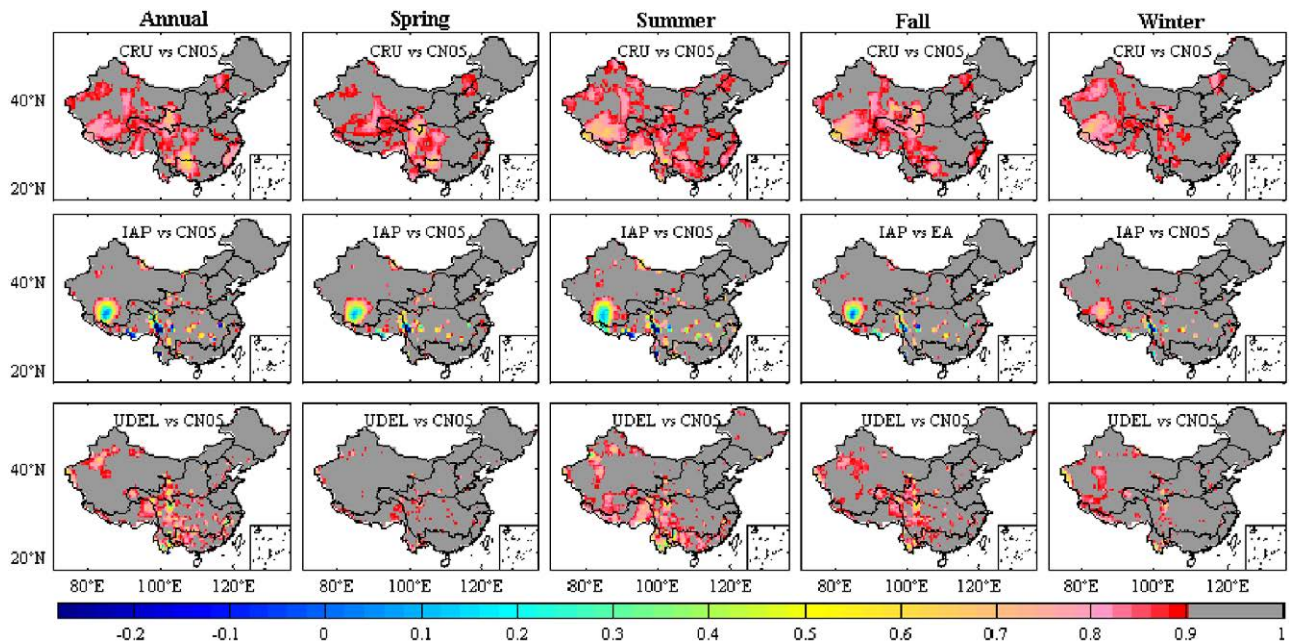 Annual Spring Summer Fall Winter
CRU vs CN05 CRU vs CN05 CRU vs CN05 CRU vs CN05 CRU vs CN05
40°N
20°N
IAP vs CN05 IAP vs CN05 IAP vs CN05 IAP vs EA IAP vs CN05
40°N
20°N
UDEL vs CN05 UDEL vs CN05 UDEL vs CN05 UDEL vs CN05 UDEL vs CN05
40°N
20°N
80°E 100°E 120°E 80°E 100°E 120°E 80°E 100°E 120°E 80°E 100°E 120°E 80°E 100°E 120°E
-0.2 -0.1 0 0.1 0.2 0.3 0.4 0.5 0.6 0.7 0.8 0.9 1